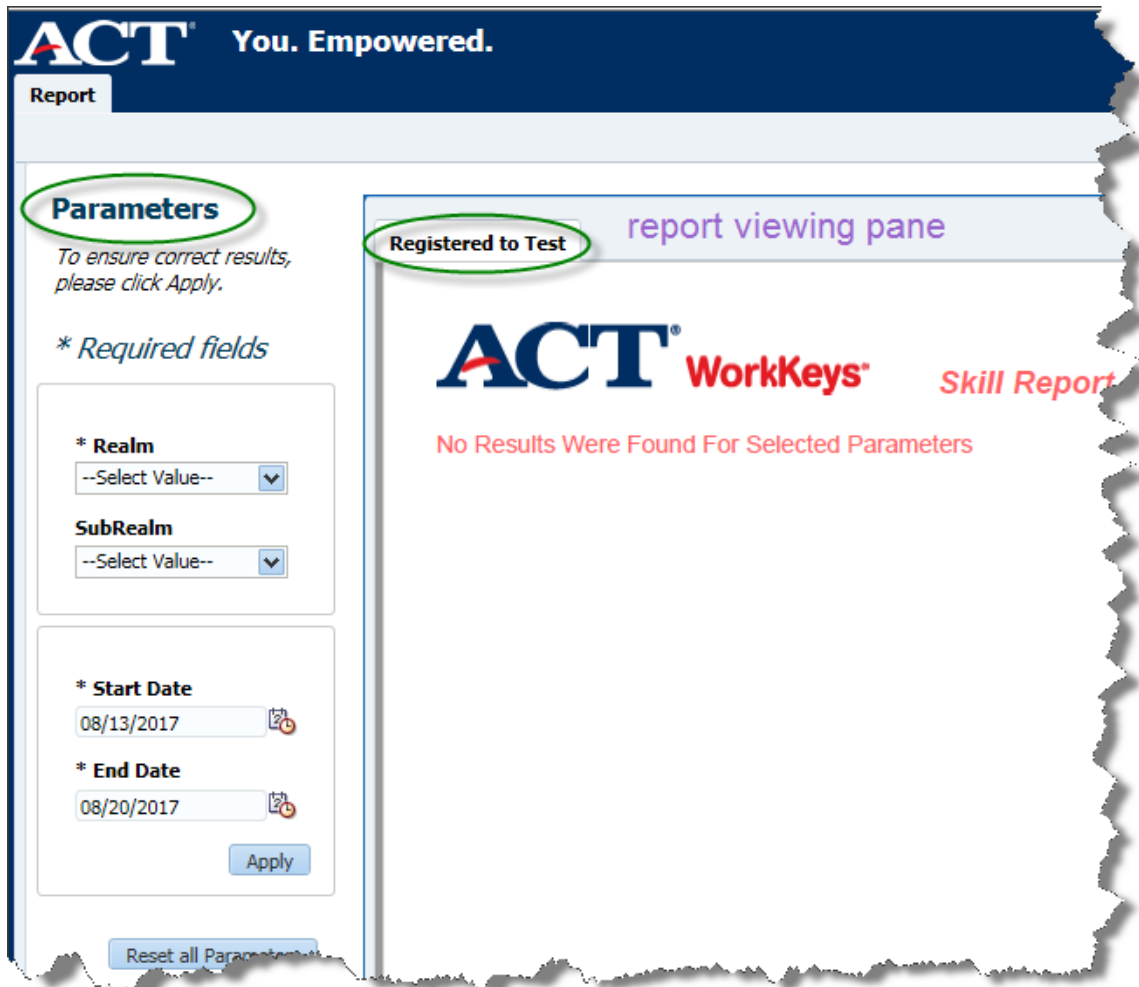 ACT® You. Empowered.
Report
Parameters
To ensure correct results,
please click Apply.
* Required fields
* Realm
--Select Value--
SubRealm
--Select Value--
* Start Date
08/13/2017
* End Date
08/20/2017
Apply
Reset all
Registered to Test
report viewing pane
ACT® WorkKeys®
Skill Report
No Results Were Found For Selected Parameters